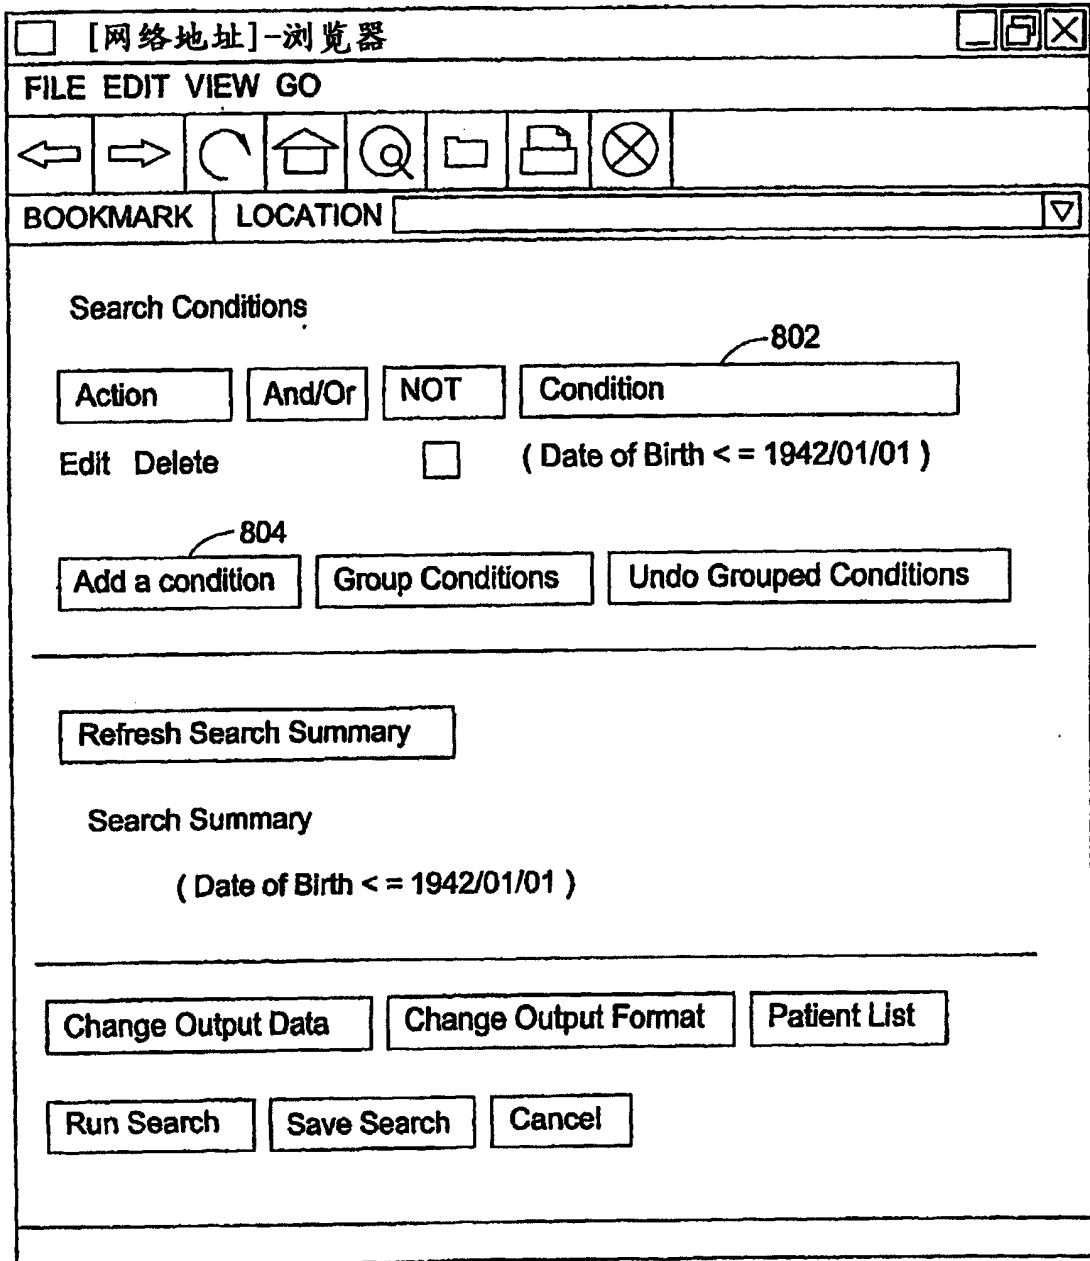 [网络地址]-浏览器
FILE EDIT VIEW GO
BOOKMARK LOCATION
Search Conditions
802
Action And/Or NOT Condition
Edit Delete ( Date of Birth < = 1942/01/01 )
804
Add a condition Group Conditions Undo Grouped Conditions
Refresh Search Summary
Search Summary
( Date of Birth < = 1942/01/01 )
Change Output Data Change Output Format Patient List
Run Search Save Search Cancel